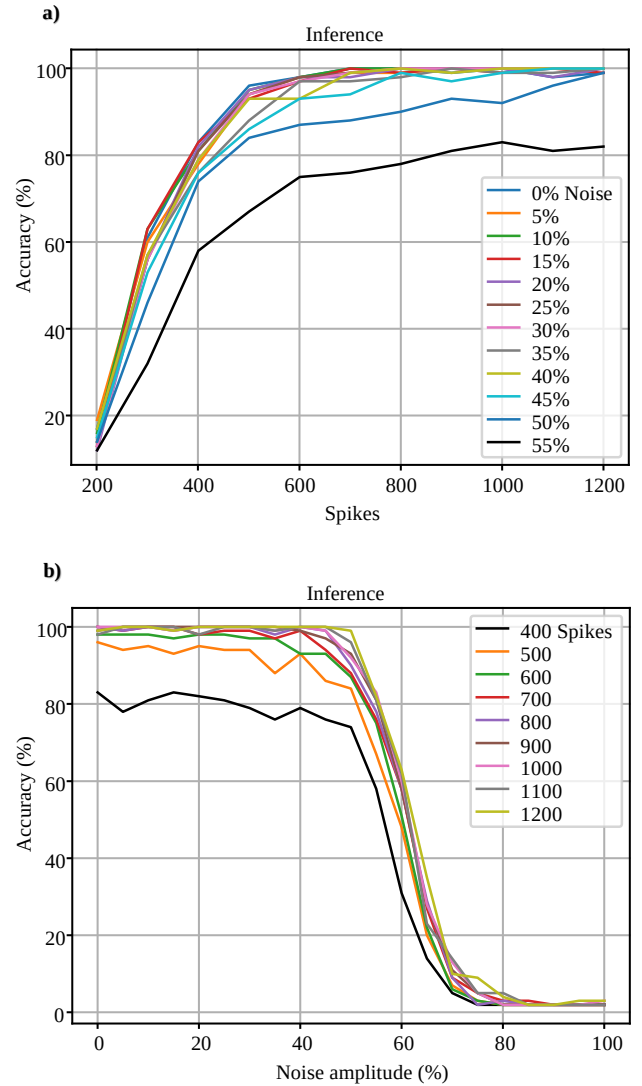 a)
Inference
100
80
60
40
20
Accuracy (%)
0% Noise
5%
10%
15%
20%
25%
30%
35%
40%
45%
50%
55%
200 400 600 800 1000 1200
Spikes
b)
Inference
100
80
60
40
20
0
Accuracy (%)
400 Spikes
500
600
700
800
900
1000
1100
1200
0 20 40 60 80 100
Noise amplitude (%)